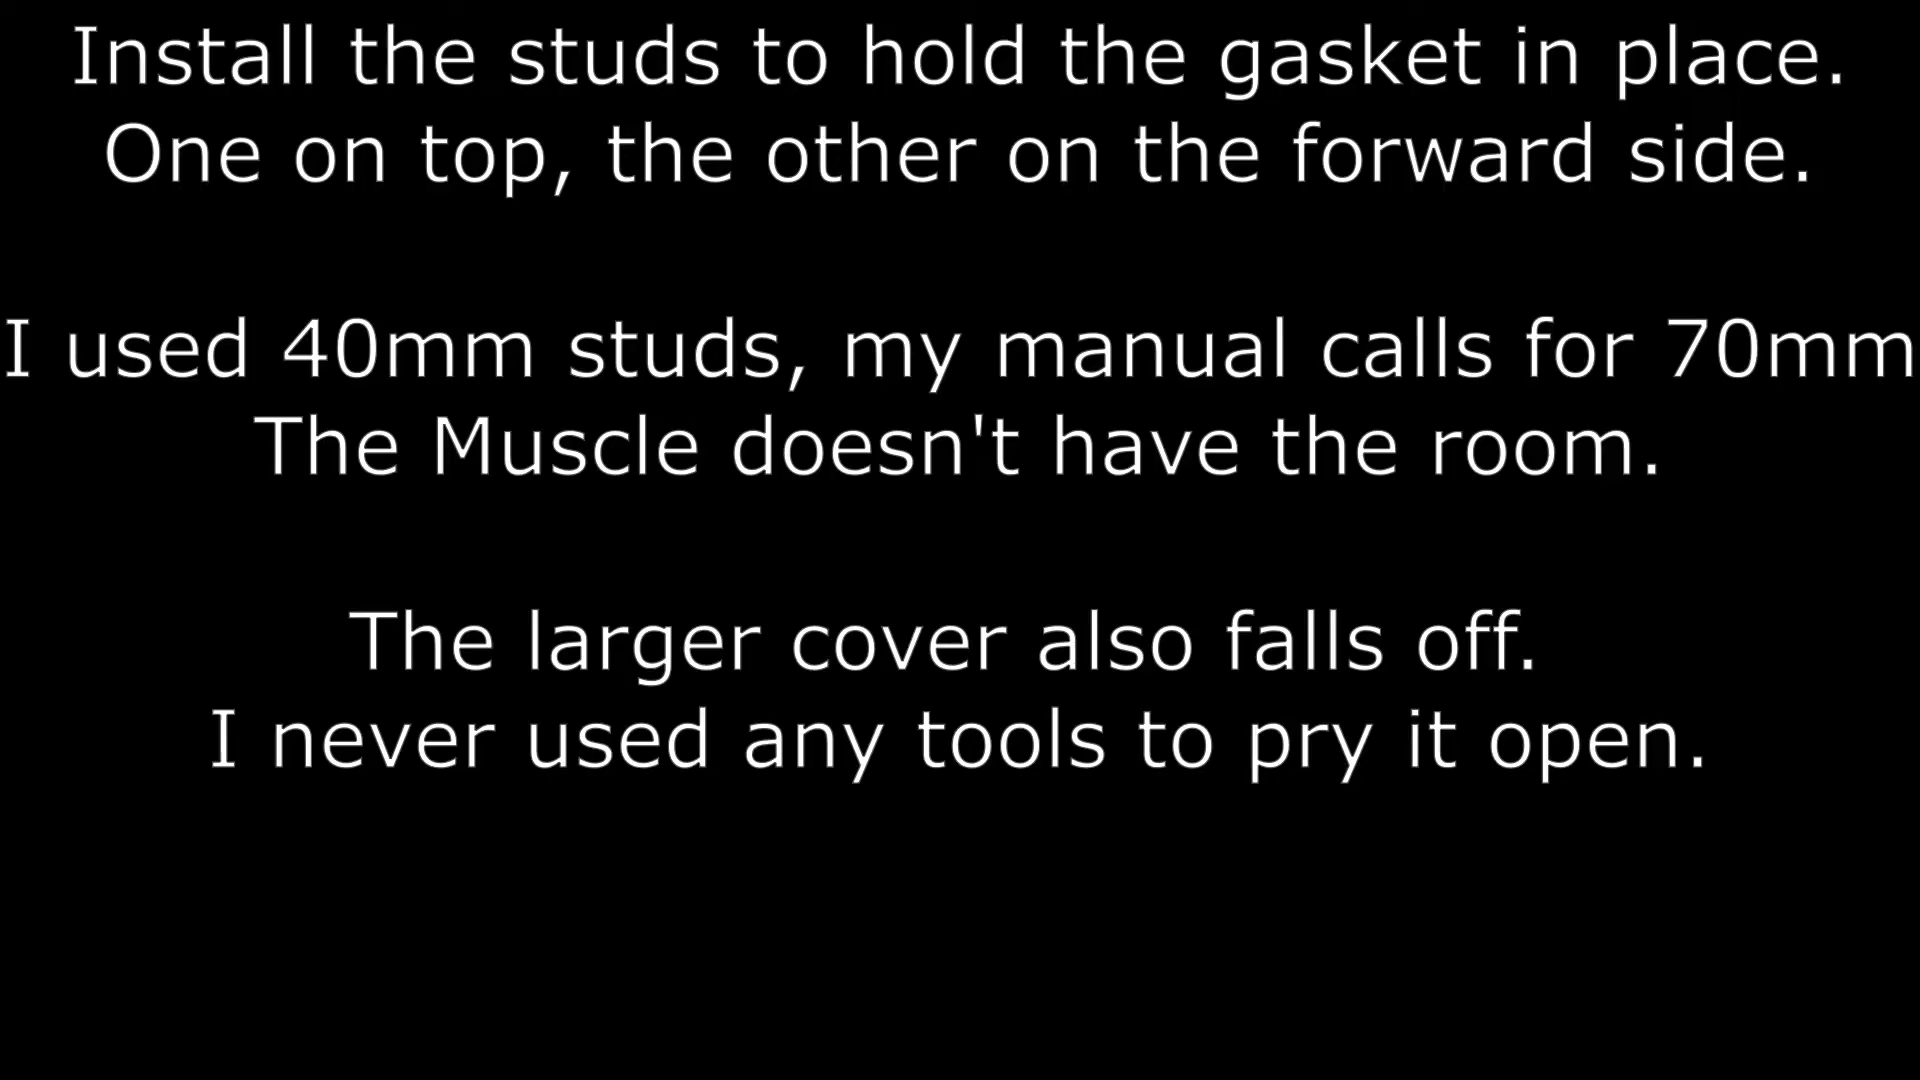 Install the studs to hold the gasket in place.
One on top, the other on the forward side.
I used 40mm studs, my manual calls for 70mm
The Muscle doesn't have the room.
The larger cover also falls off.
I never used any tools to pry it open.